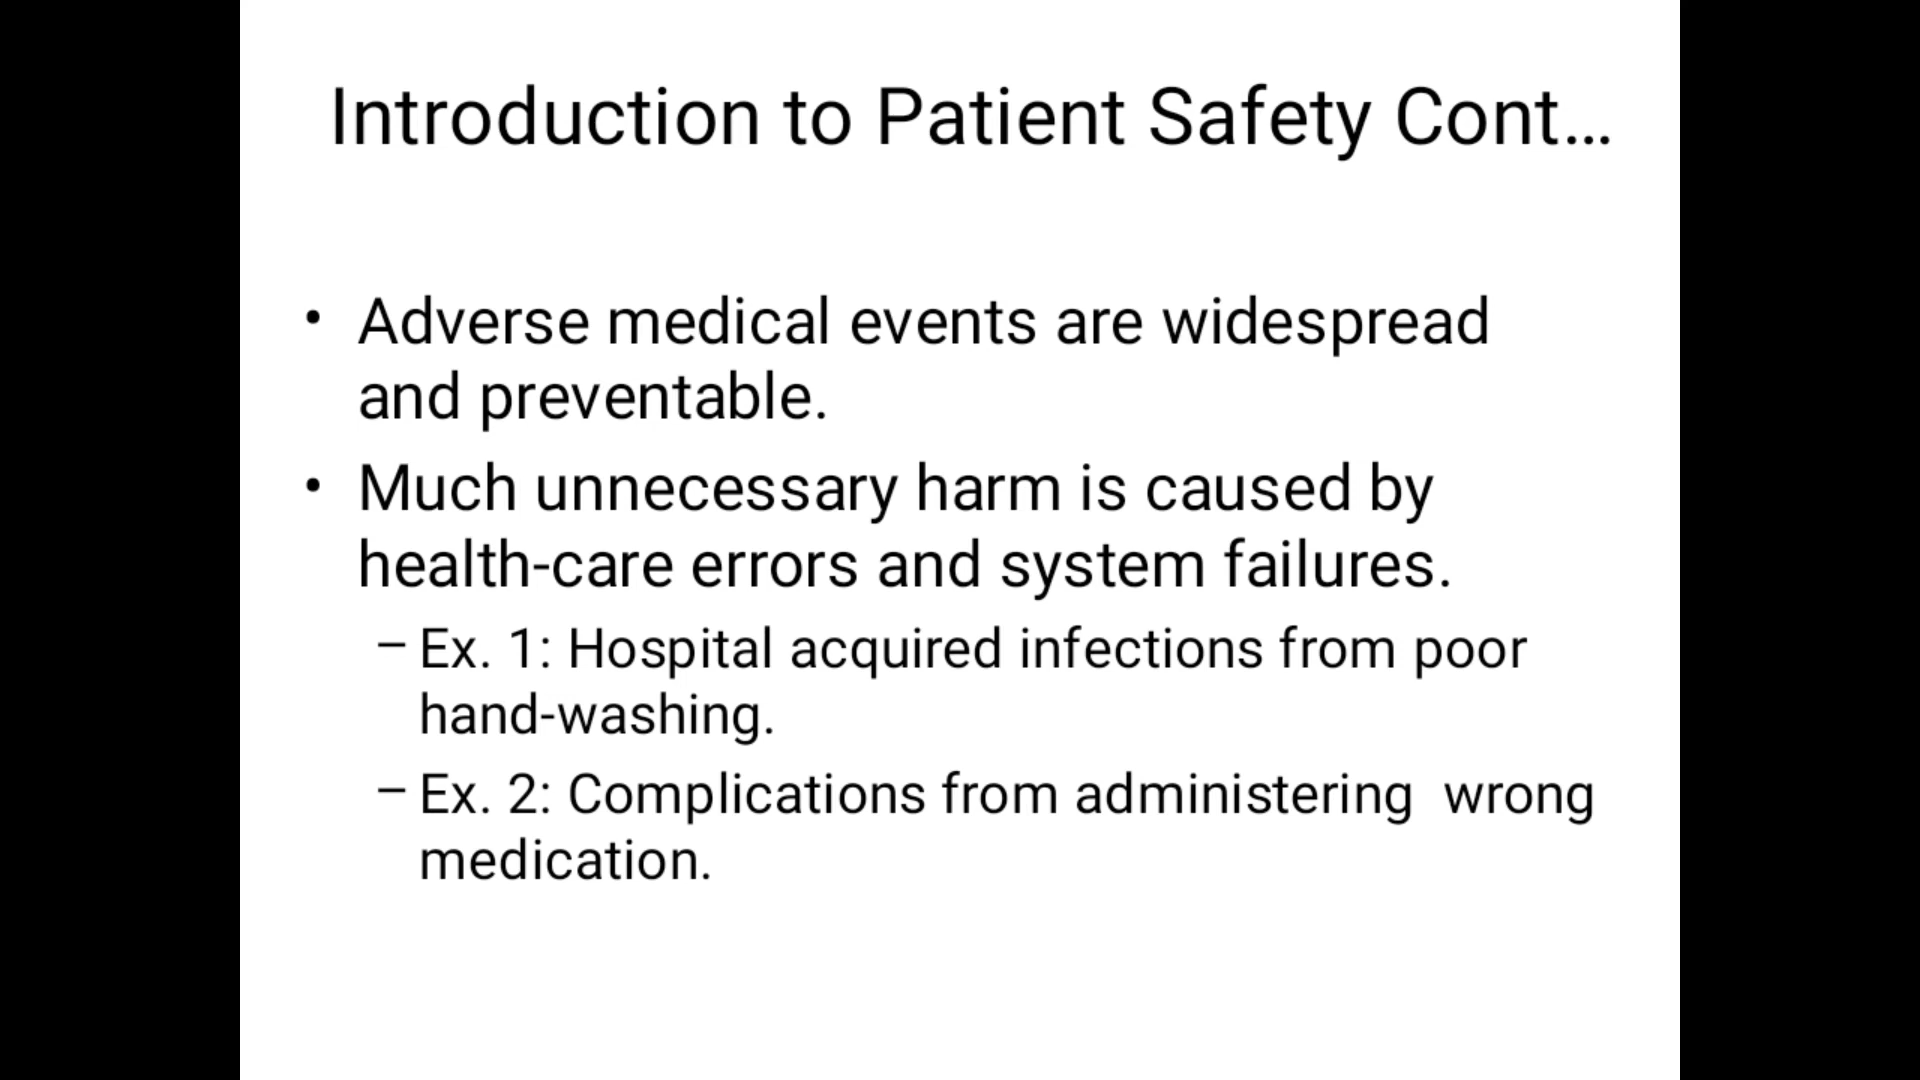 Introduction to Patient Safety Cont...
• Adverse medical events are widespread
and preventable.
• Much unnecessary harm is caused by
health-care errors and system failures.
– Ex. 1: Hospital acquired infections from poor
hand-washing.
– Ex. 2: Complications from administering  wrong
medication.